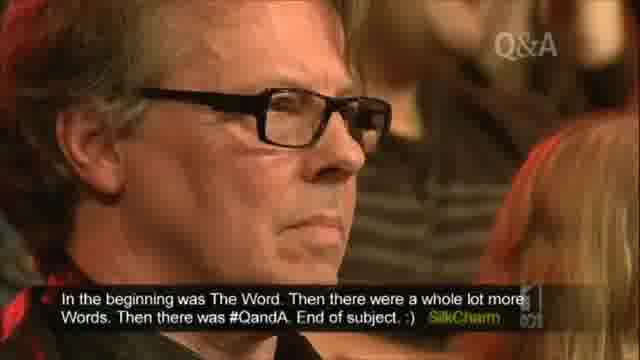 Q&A
In the beginning was The Word. Then there were a whole lot more
Words. Then there was #QandA. End of subject. :) SilkCharm